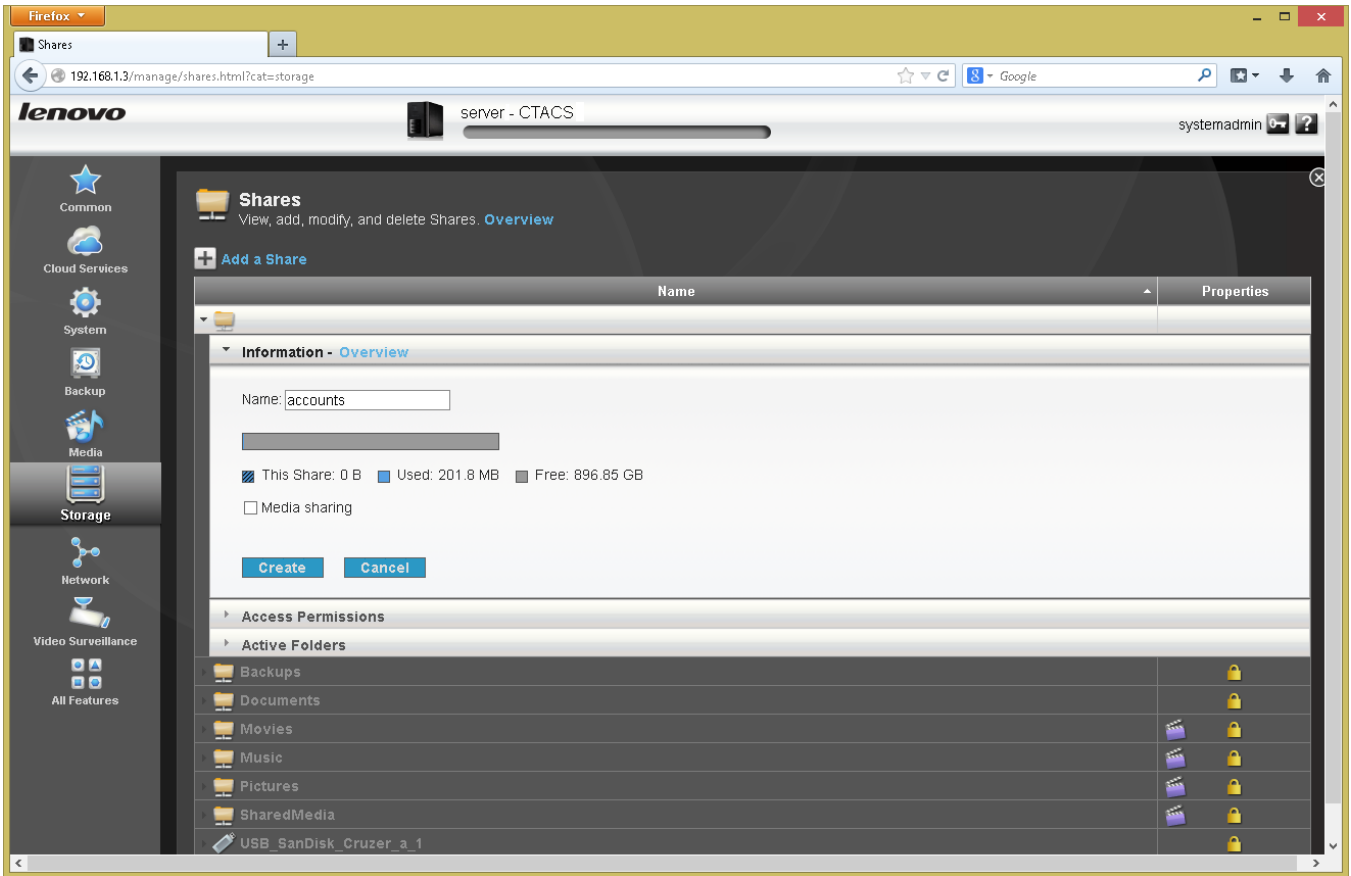 Firefox
Shares
192.168.1.3/manage/shares.html?cat=storage
Google
lenovo
server - CTACS
systemadmin
Common
Cloud Services
System
Backup
Media
Storage
Network
Video Surveillance
All Features
Shares
View, add, modify, and delete Shares. Overview
Add a Share
Name Properties
Information - Overview
Name: accounts
This Share: 0 B Used: 201.8 MB Free: 896.85 GB
Media sharing
Create Cancel
Access Permissions
Active Folders
Backups
Documents
Movies
Music
Pictures
SharedMedia
USB_SanDisk_Cruzer_a_1